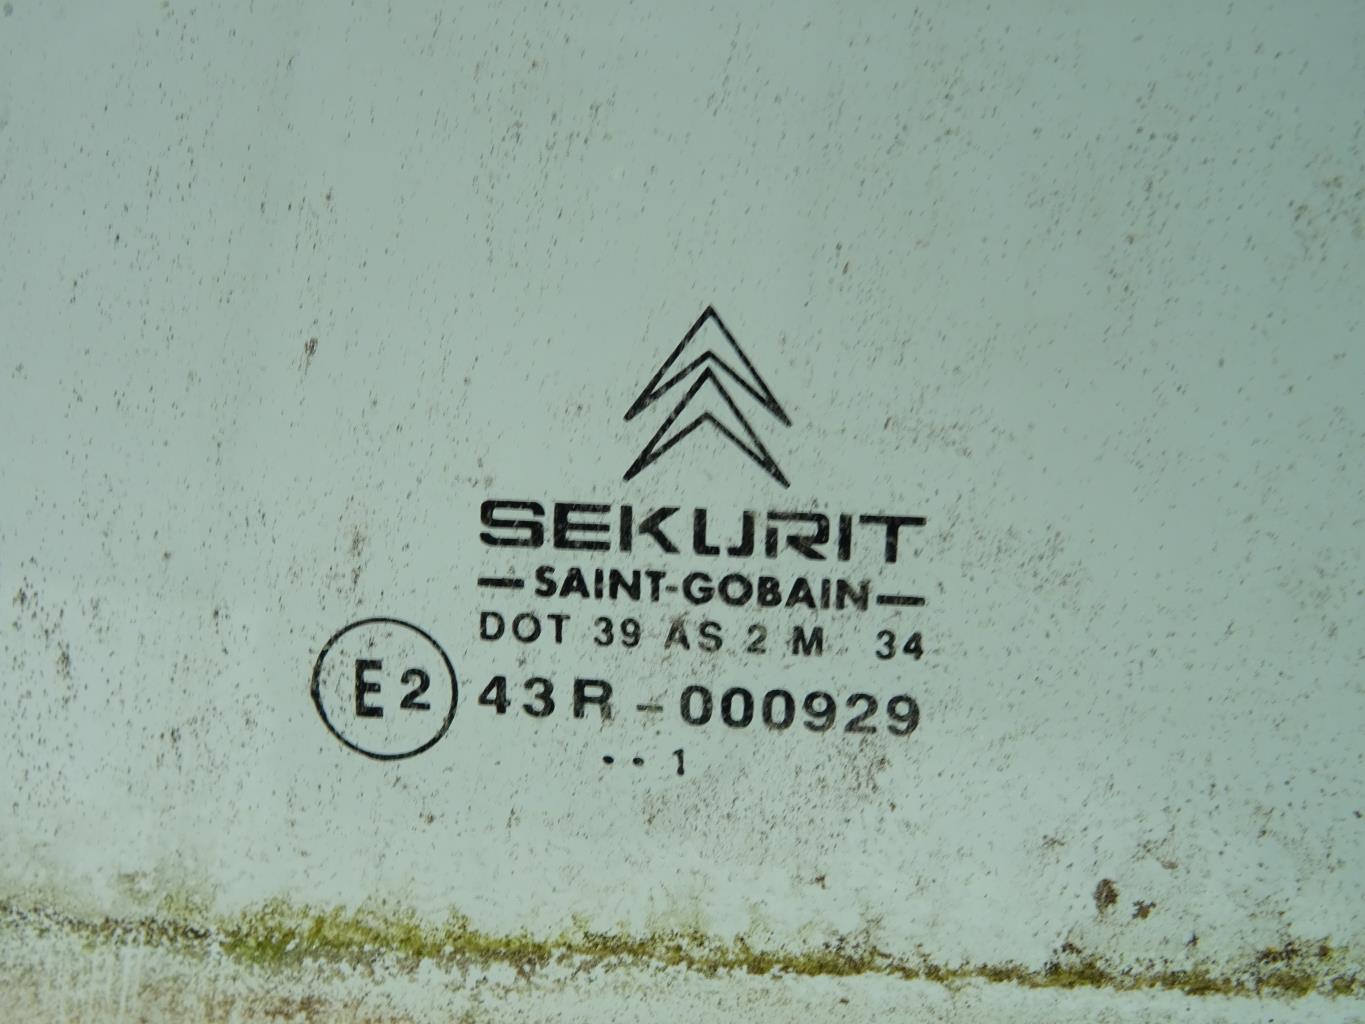 SEKURIT
—SAINT-GOBAIN—
DOT 39 AS 2 M 34
E2 43R-000929
··1